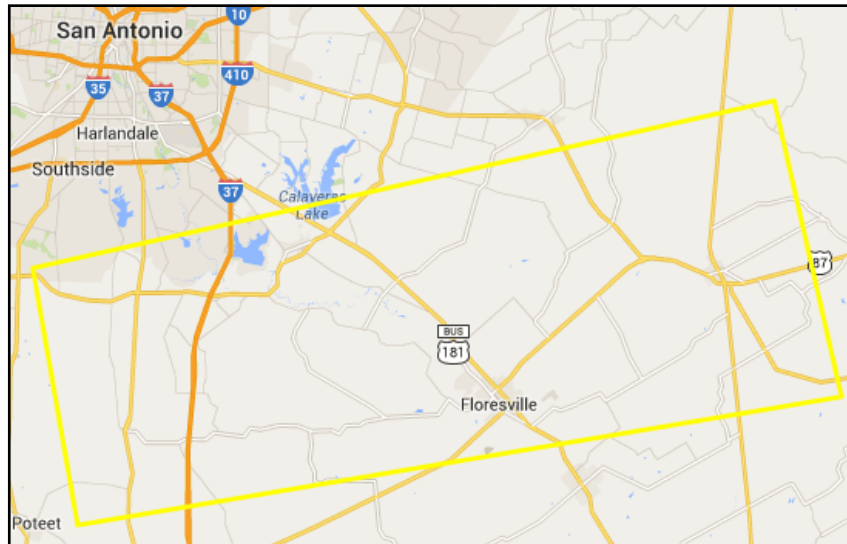 San Antonio
10
410
35
37
Harlandale
Southside
37
Calaveras
Lake
87
BUS
181
Floresville
Poteet